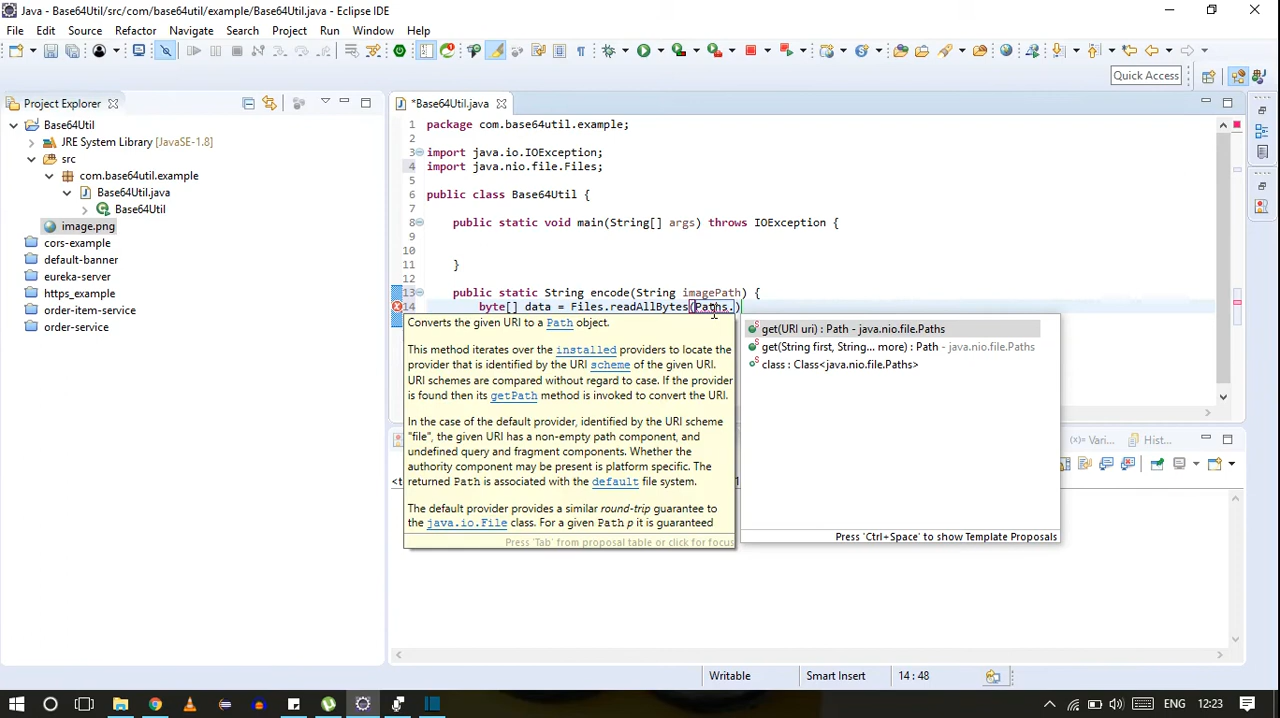 Java - Base64Util/src/com/base64util/example/Base64Util.java - Eclipse IDE
File Edit Source Refactor Navigate Search Project Run Window Help
Quick Access
Project Explorer
*Base64Util.java
Base64Util
JRE System Library [JavaSE-1.8]
src
com.base64util.example
Base64Util.java
Base64Util
image.png
cors-example
default-banner
eureka-server
https_example
order-item-service
order-service
1 package com.base64util.example;
2
3 import java.io.IOException;
4 import java.nio.file.Files;
5
6 public class Base64Util {
7
8 public static void main(String[] args) throws IOException {
9
10
11 }
12
13 public static String encode(String imagePath) {
14 byte[] data = Files.readAllBytes(Paths.)
Converts the given URI to a Path object.
This method iterates over the installed providers to locate the
provider that is identified by the URI scheme of the given URI.
URI schemes are compared without regard to case. If the provider
is found then its getPath method is invoked to convert the URI.
In the case of the default provider, identified by the URI scheme
"file", the given URI has a non-empty path component, and
undefined query and fragment components. Whether the
authority component may be present is platform specific. The
returned Path is associated with the default file system.
The default provider provides a similar round-trip guarantee to
the java.io.File class. For a given Path p it is guaranteed
Press 'Tab' from proposal table or click for focus
get(URI uri) : Path - java.nio.file.Paths
get(String first, String... more) : Path - java.nio.file.Paths
class : Class<java.nio.file.Paths>
Press 'Ctrl+Space' to show Template Proposals
(x)= Vari...
Hist...
<t
1
Writable
Smart Insert
14 : 48
ENG
12:23